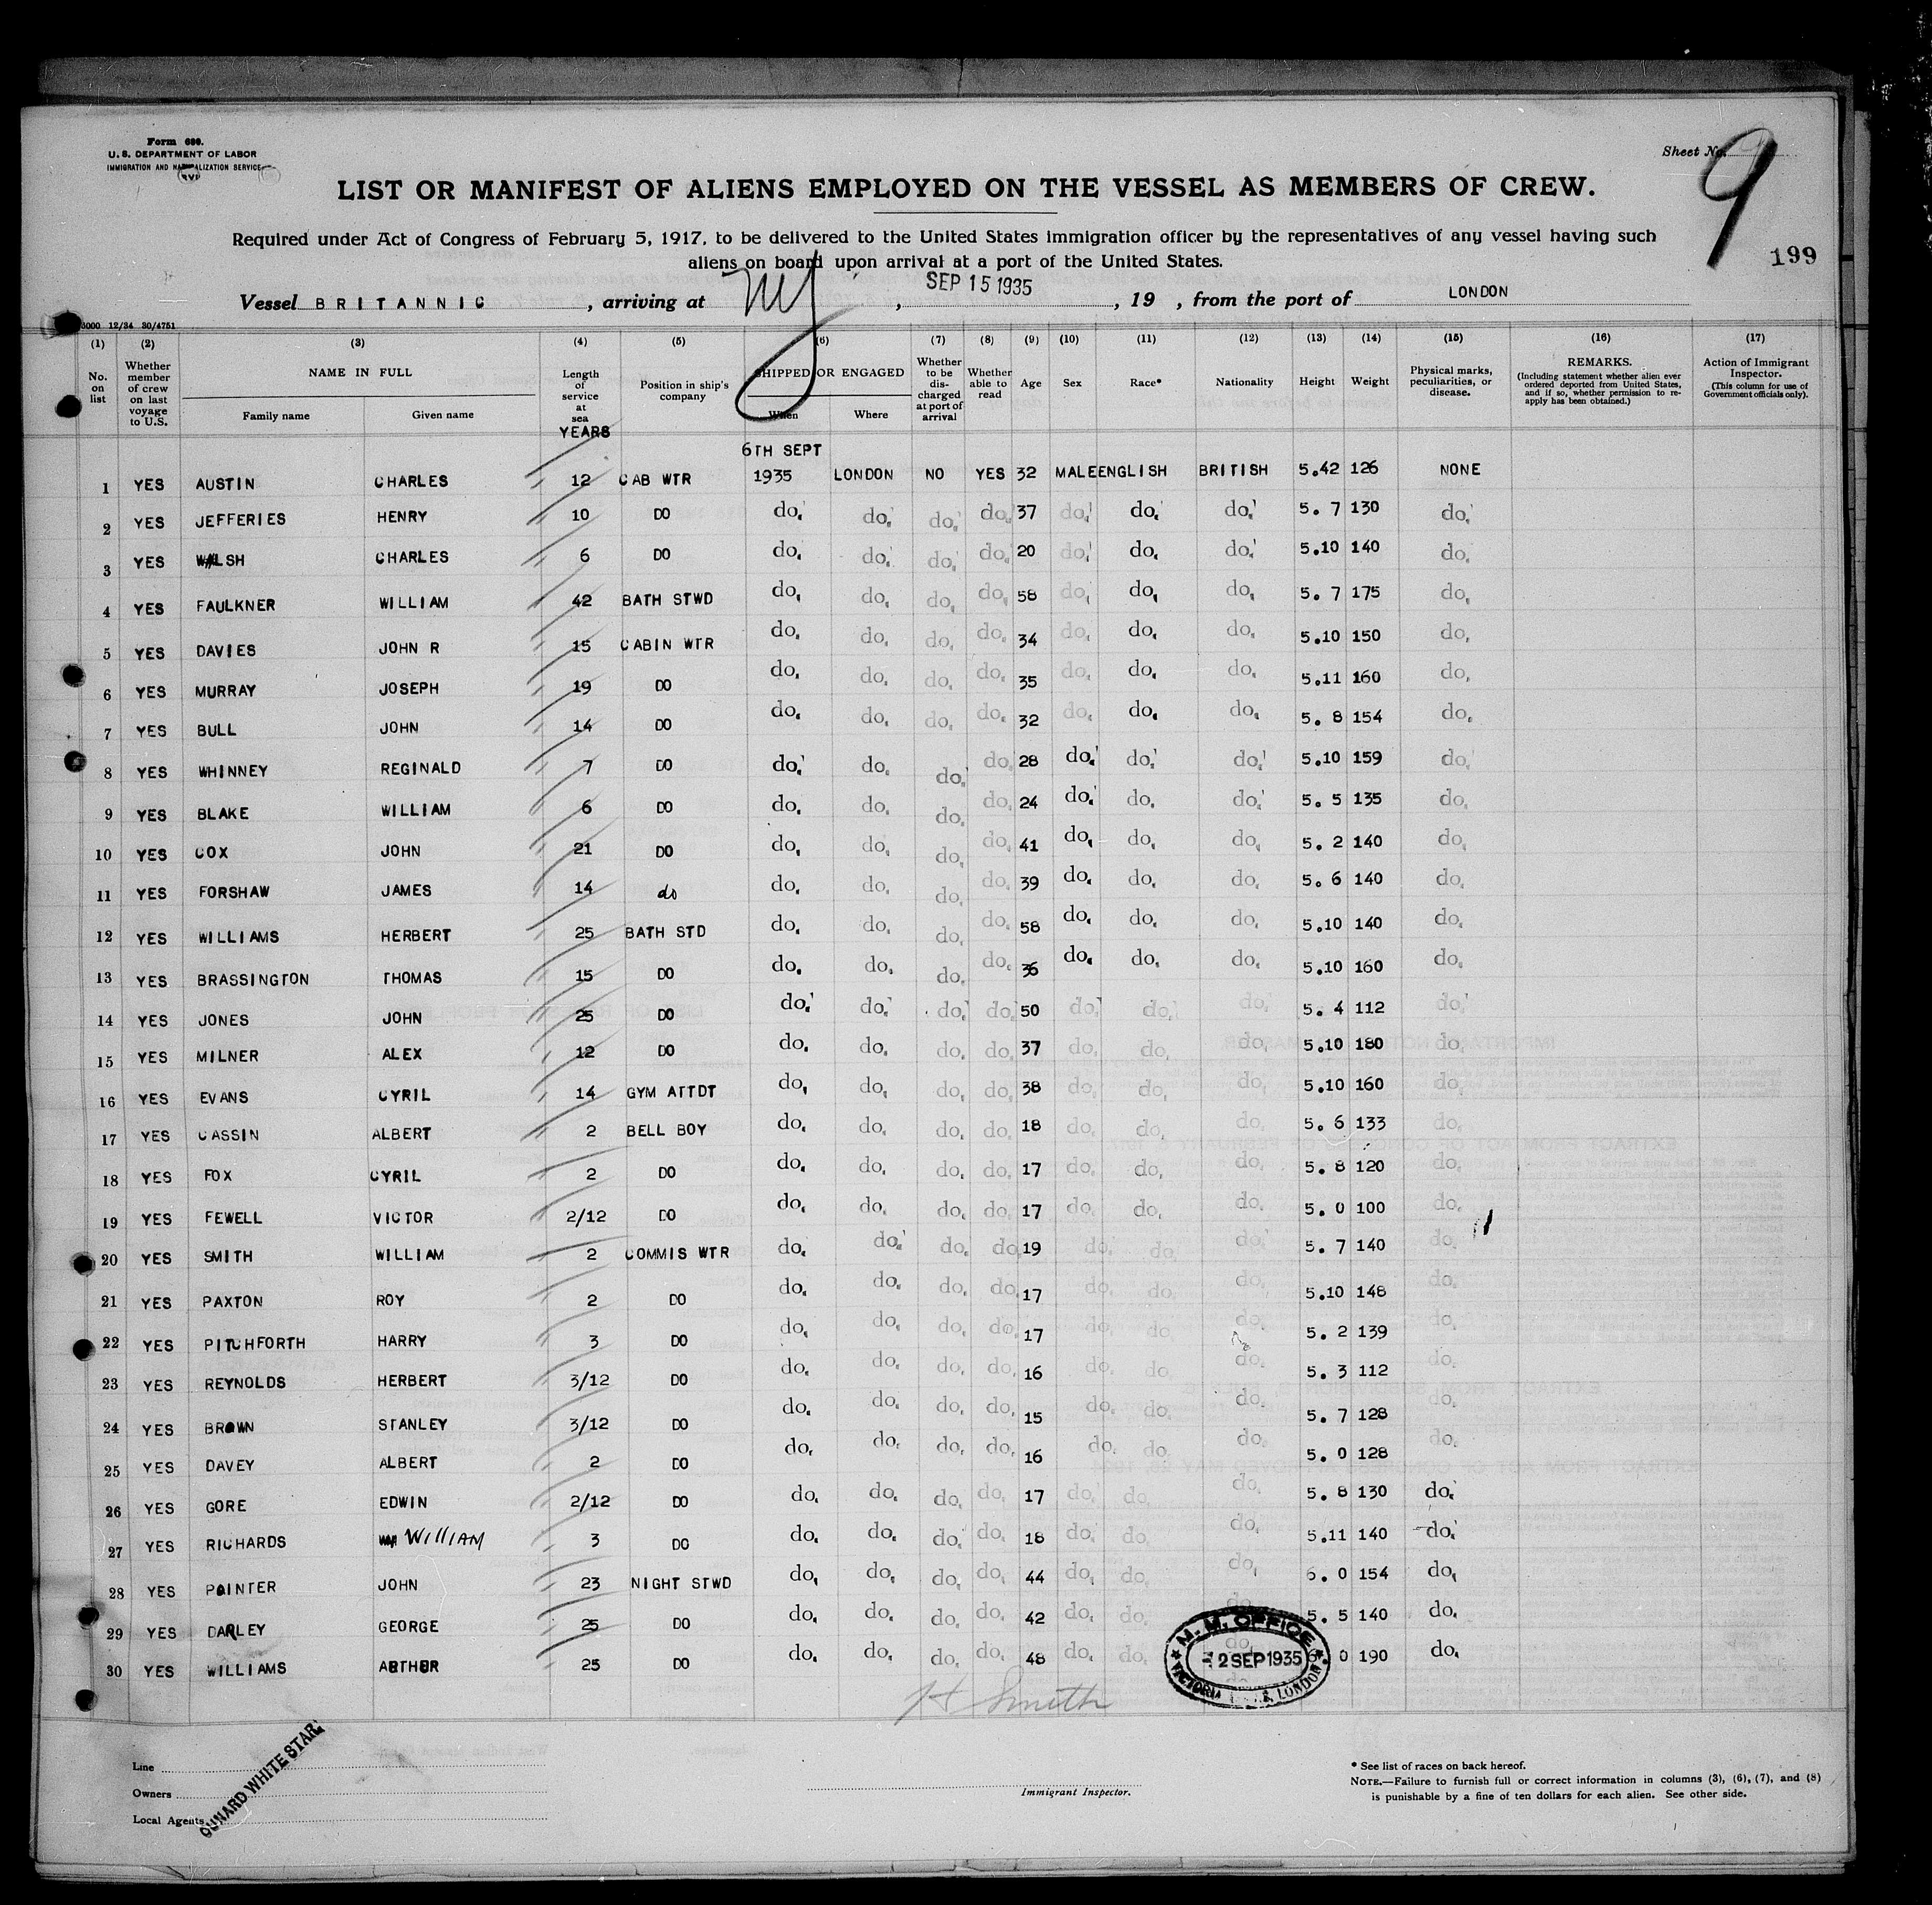 Form 680.
U. S. DEPARTMENT OF LABOR
IMMIGRATION AND NATURALIZATION SERVICE
Sheet No. 9
199
LIST OR MANIFEST OF ALIENS EMPLOYED ON THE VESSEL AS MEMBERS OF CREW.
Required under Act of Congress of February 5, 1917, to be delivered to the United States immigration officer by the representatives of any vessel having such
aliens on board upon arrival at a port of the United States.
Vessel BRITANNIC, arriving at NY, SEP 15 1935, 19 , from the port of LONDON
3000 12/34 30/4751
(1) (2) (3) (4) (5) (6) (7) (8) (9) (10) (11) (12) (13) (14) (15) (16) (17)
No. on list Whether member of crew on last voyage to U.S. NAME IN FULL Family name Given name Length of service at sea YEARS Position in ship's company SHIPPED OR ENGAGED When Where Whether to be discharged at port of arrival Whether able to read Age Sex Race* Nationality Height Weight Physical marks, peculiarities, or disease. REMARKS. (Including statement whether alien ever ordered deported from United States, and if so, whether permission to re-apply has been obtained.) Action of Immigrant Inspector. (This column for use of Government officials only).
6TH SEPT
1 YES AUSTIN CHARLES 12 CAB WTR 1935 LONDON NO YES 32 MALE ENGLISH BRITISH 5.42 126 NONE
2 YES JEFFERIES HENRY 10 DO do. do. do. do. 37 do. do. do. 5. 7 130 do.
3 YES WALSH CHARLES 6 DO do. do. do. do. 20 do. do. do. 5.10 140 do.
4 YES FAULKNER WILLIAM 42 BATH STWD do. do. do. do. 58 do. do. do. 5. 7 175 do.
5 YES DAVIES JOHN R 15 CABIN WTR do. do. do. do. 34 do. do. do. 5.10 150 do.
6 YES MURRAY JOSEPH 19 DO do. do. do. do. 35 do. do. do. 5.11 160 do.
7 YES BULL JOHN 14 DO do. do. do. do. 32 do. do. do. 5. 8 154 do.
8 YES WHINNEY REGINALD 7 DO do. do. do. do. 28 do. do. do. 5.10 159 do.
9 YES BLAKE WILLIAM 6 DO do. do. do. do. 24 do. do. do. 5. 5 135 do.
10 YES COX JOHN 21 DO do. do. do. do. 41 do. do. do. 5. 2 140 do.
11 YES FORSHAW JAMES 14 do do. do. do. do. 39 do. do. do. 5. 6 140 do.
12 YES WILLIAMS HERBERT 25 BATH STD do. do. do. do. 58 do. do. do. 5.10 140 do.
13 YES BRASSINGTON THOMAS 15 DO do. do. do. do. 36 do. do. do. 5.10 160 do.
14 YES JONES JOHN 25 DO do. do. do. do. 50 do. do. do. 5. 4 112 do.
15 YES MILNER ALEX 12 DO do. do. do. do. 37 do. do. do. 5.10 180 do.
16 YES EVANS CYRIL 14 GYM ATTDT do. do. do. do. 38 do. do. do. 5.10 160 do.
17 YES CASSIN ALBERT 2 BELL BOY do. do. do. do. 18 do. do. do. 5. 6 133 do.
18 YES FOX CYRIL 2 DO do. do. do. do. 17 do. do. do. 5. 8 120 do.
19 YES FEWELL VICTOR 2/12 DO do. do. do. do. 17 do. do. do. 5. 0 100 do.
20 YES SMITH WILLIAM 2 COMMIS WTR do. do. do. do. 19 do. do. do. 5. 7 140 do.
21 YES PAXTON ROY 2 DO do. do. do. do. 17 do. do. do. 5.10 148 do.
22 YES PITCHFORTH HARRY 3 DO do. do. do. do. 17 do. do. do. 5. 2 139 do.
23 YES REYNOLDS HERBERT 3/12 DO do. do. do. do. 16 do. do. do. 5. 3 112 do.
24 YES BROWN STANLEY 3/12 DO do. do. do. do. 15 do. do. do. 5. 7 128 do.
25 YES DAVEY ALBERT 2 DO do. do. do. do. 16 do. do. do. 5. 0 128 do.
26 YES GORE EDWIN 2/12 DO do. do. do. do. 17 do. do. do. 5. 8 130 do.
27 YES RICHARDS WILLIAM 3 DO do. do. do. do. 18 do. do. do. 5.11 140 do.
28 YES POINTER JOHN 23 NIGHT STWD do. do. do. do. 44 do. do. do. 6. 0 154 do.
29 YES DARLEY GEORGE 25 DO do. do. do. do. 42 do. do. do. 5. 5 140 do.
30 YES WILLIAMS ARTHUR 25 DO do. do. do. do. 48 do. do. do. 6. 0 190 do.
H Smith
M. M. OFFICE
2 SEP 1935
VICTORIA LONDON
Line
Owners
Local Agents
CUNARD WHITE STAR
Immigrant Inspector.
* See list of races on back hereof.
NOTE.—Failure to furnish full or correct information in columns (3), (6), (7), and (8)
is punishable by a fine of ten dollars for each alien. See other side.